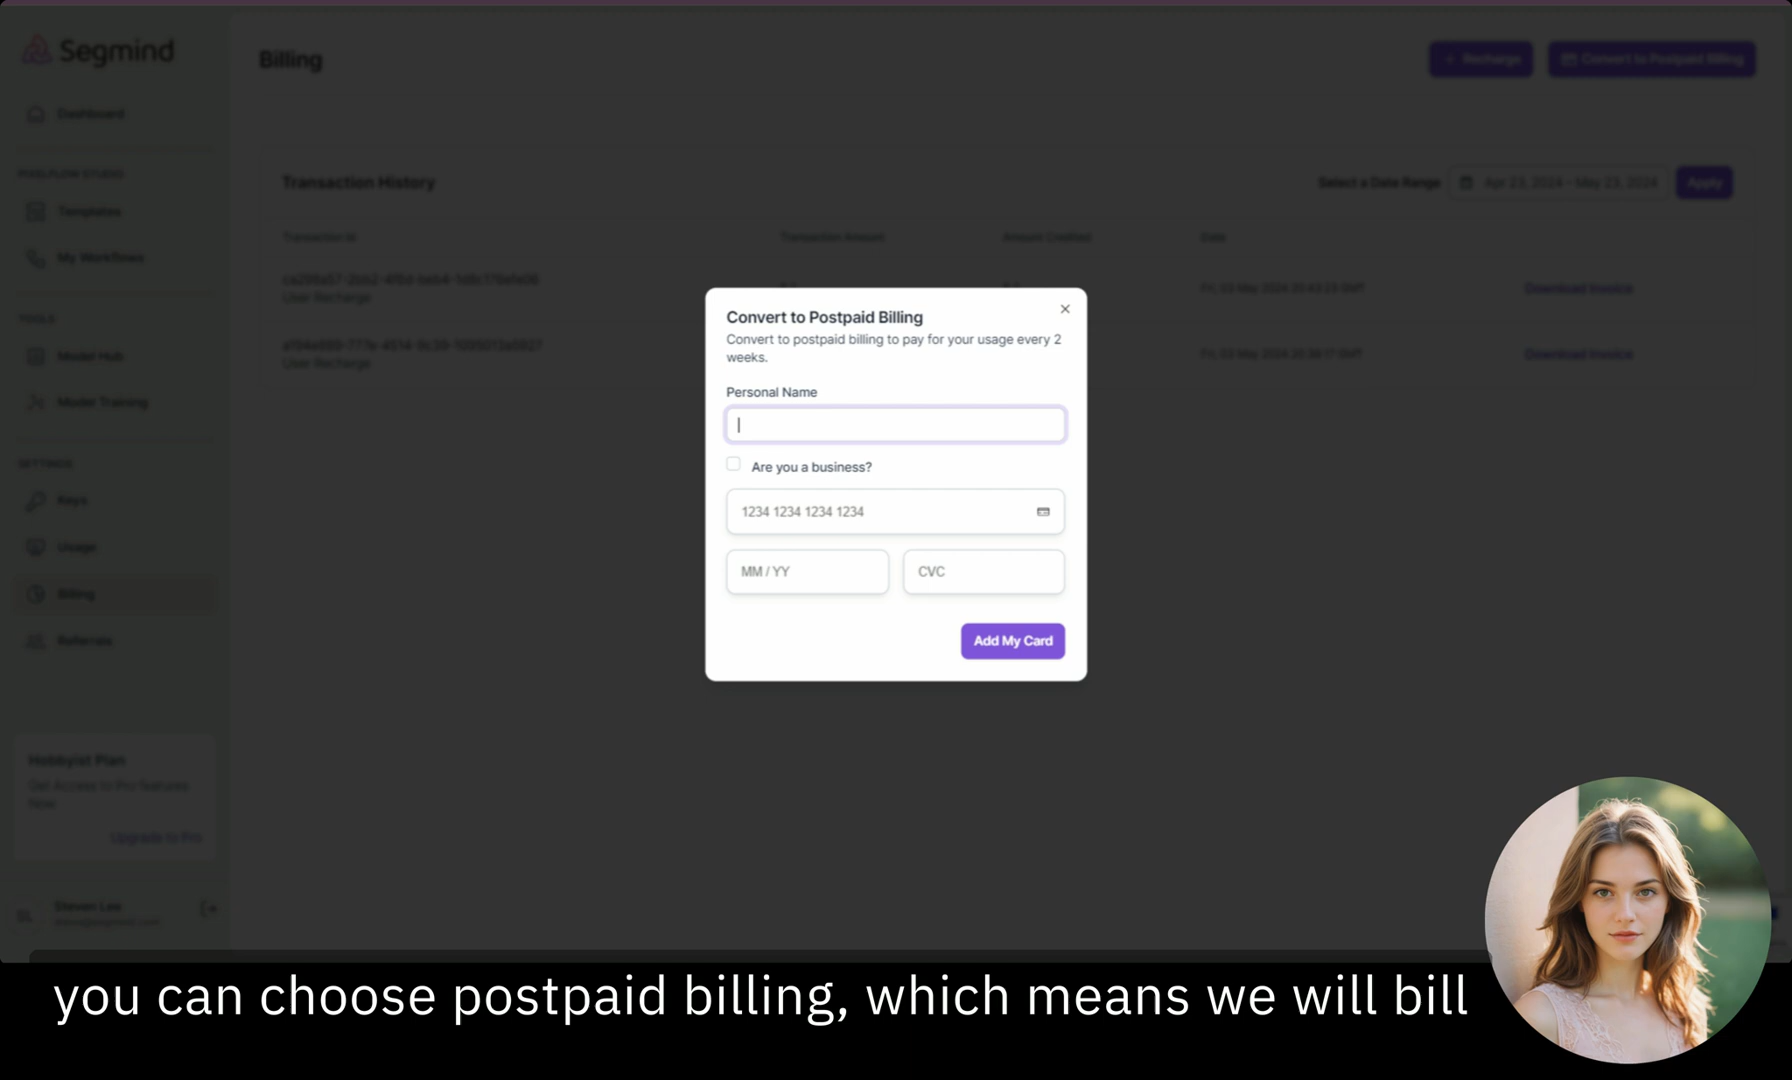 Segmind
Billing
Recharge
Convert to Postpaid Billing
Dashboard
PIXELFLOW STUDIO
Templates
My Workflows
TOOLS
Model Hub
Model Training
SETTINGS
Keys
Usage
Billing
Referrals
Hobbyist Plan
Get Access to Pro features
Now
Upgrade to Pro
Steven Lee
Transaction History
Select a Date Range
Apr 23, 2024 - May 23, 2024
Apply
Transaction Id
Transaction Amount
Amount Credited
Date
User Recharge
Download Invoice
User Recharge
Download Invoice
Convert to Postpaid Billing
Convert to postpaid billing to pay for your usage every 2
weeks.
Personal Name
Are you a business?
1234 1234 1234 1234
MM / YY
CVC
Add My Card
you can choose postpaid billing, which means we will bill